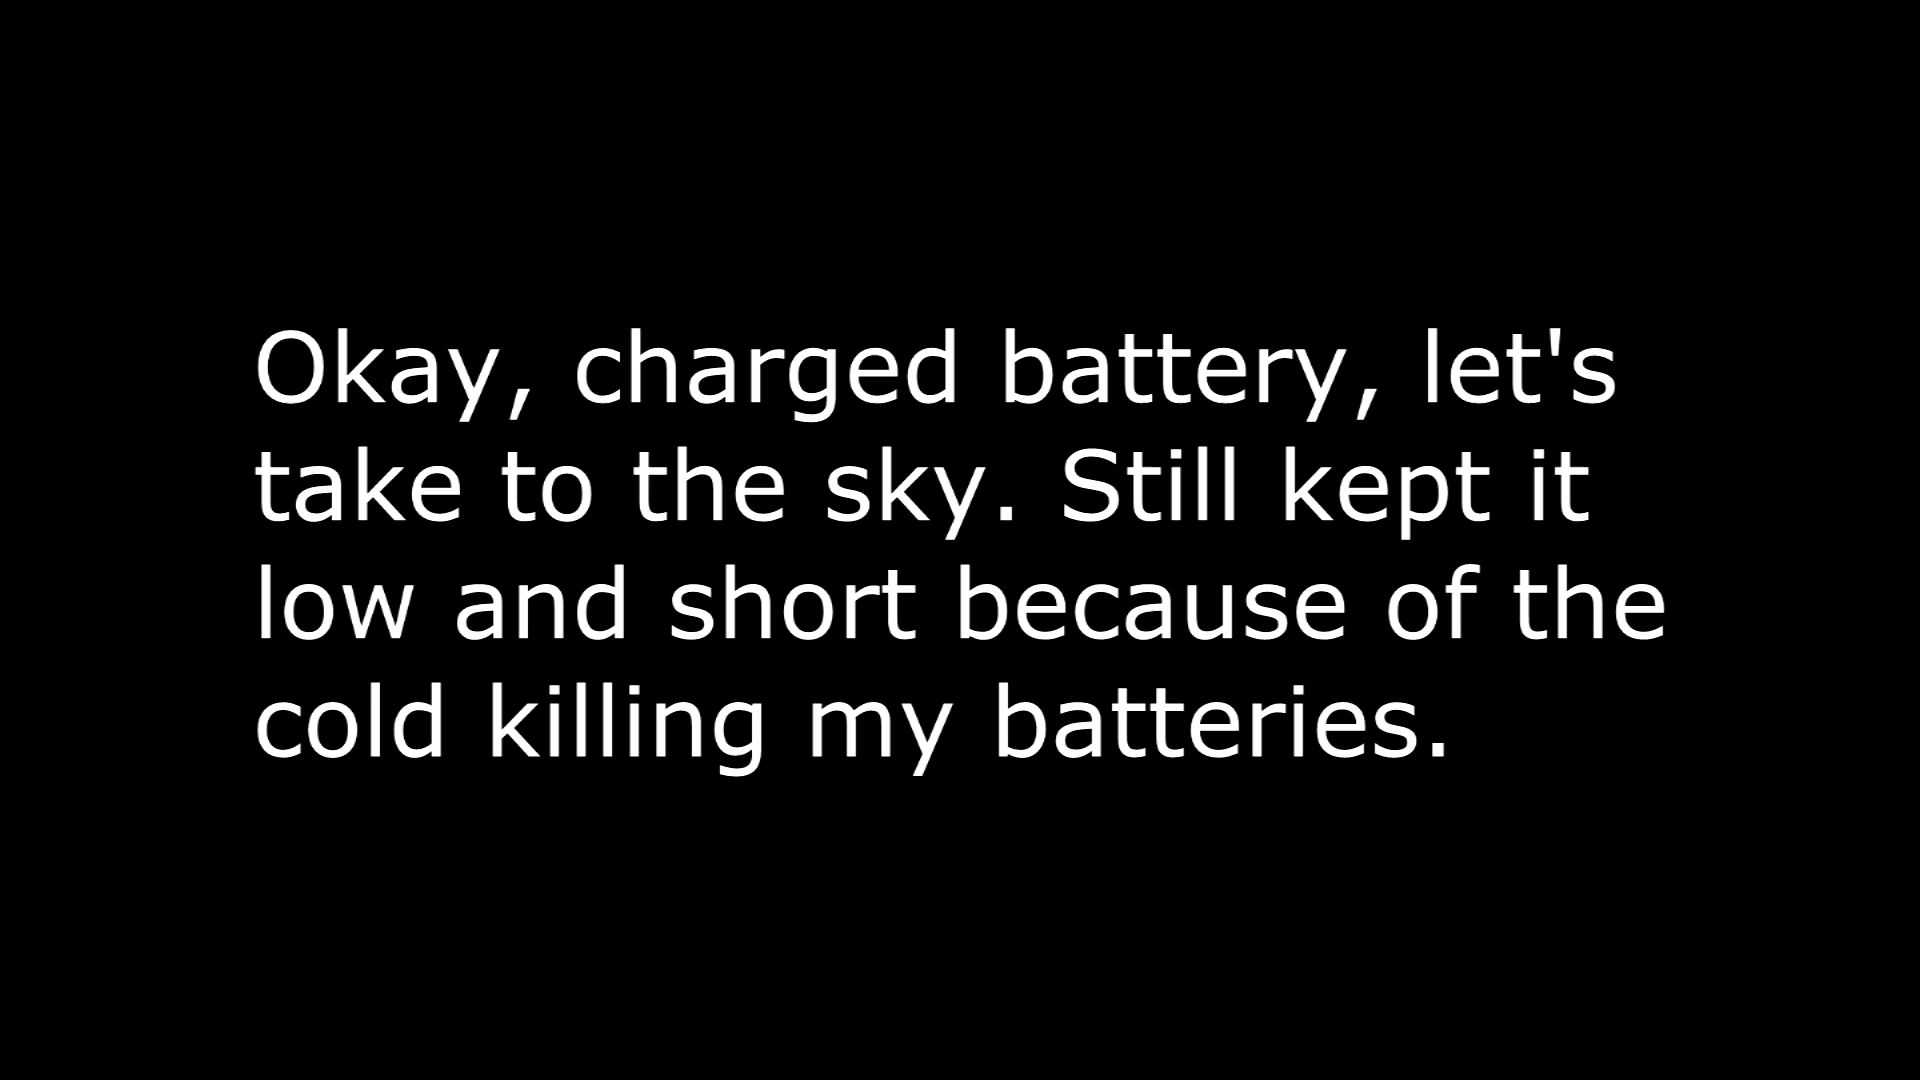 Okay, charged battery, let's
take to the sky. Still kept it
low and short because of the
cold killing my batteries.